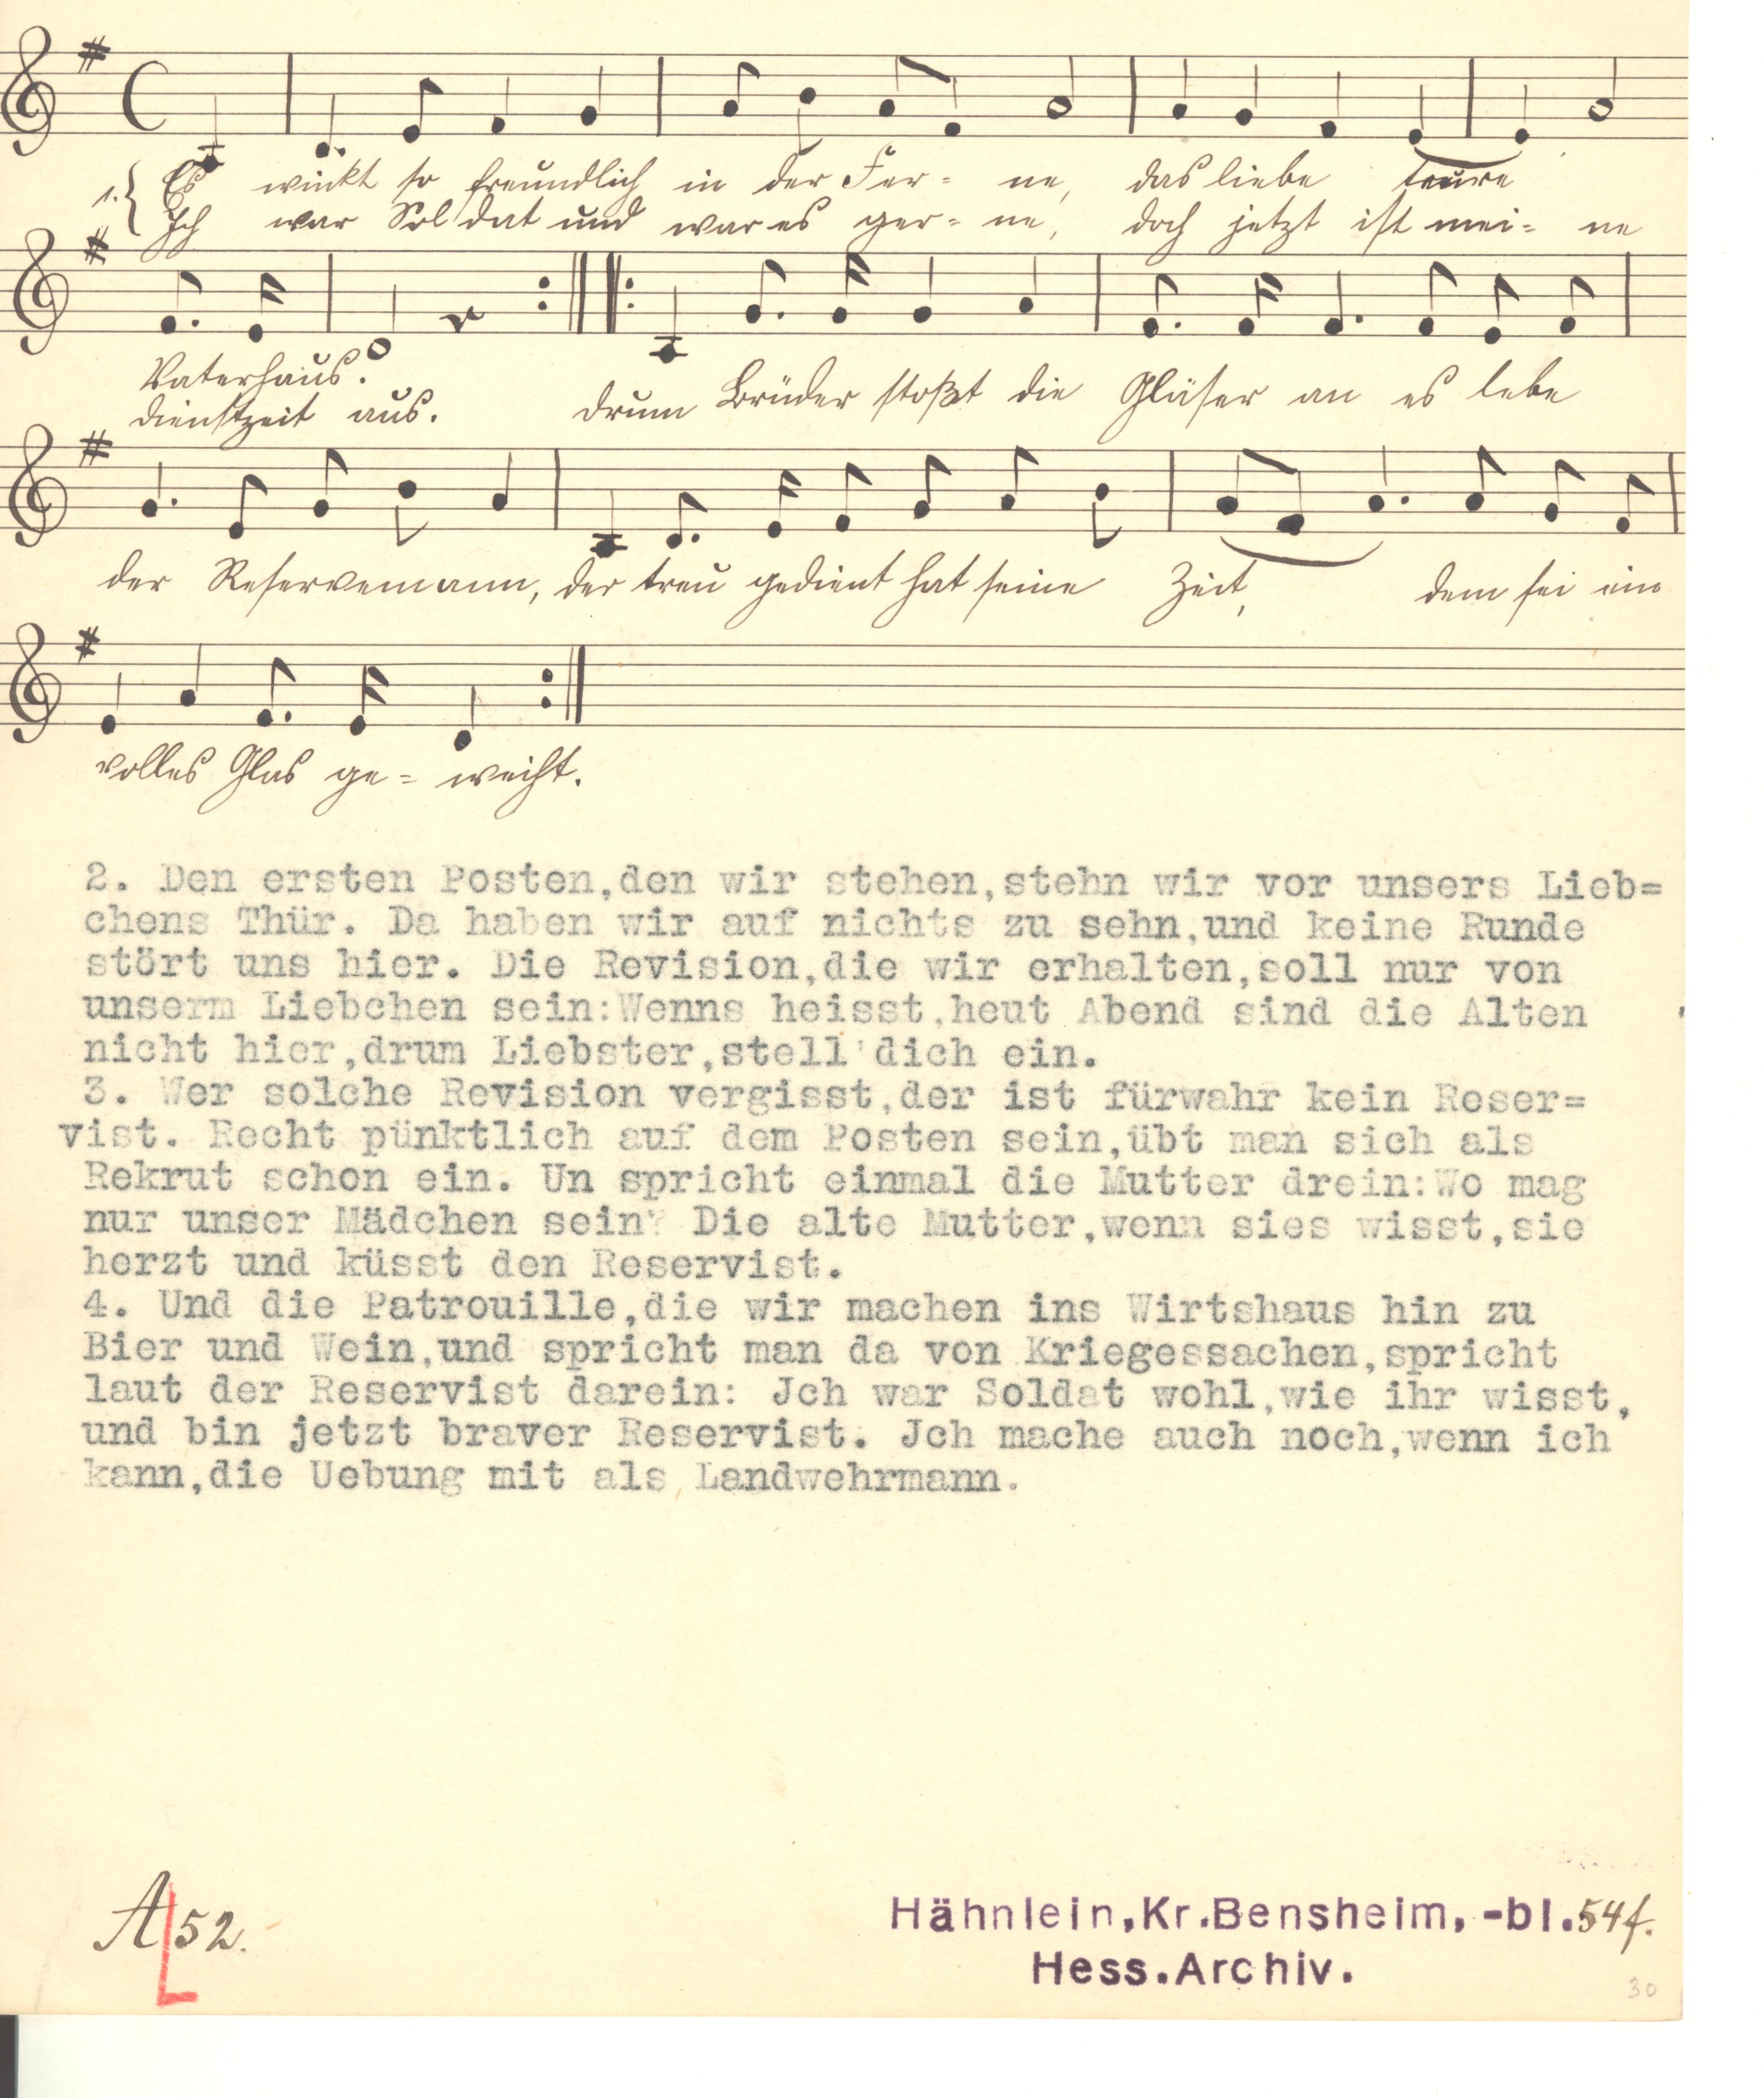 1. { Es winkt so freundlich in der Fer= ne, das liebe teure
Ich war Soldat und war es ger= ne, doch jetzt ist mei= ne
Vaterhaus.
Dienstzeit aus. Drum Brüder stoßt die Gläser an es lebe
der Reservemann, der treu gedient hat seine Zeit, dem sei ein
volles Glas ge= weiht.
2. Den ersten Posten,den wir stehen,stehn wir vor unsers Lieb=
chens Thür. Da haben wir auf nichts zu sehn,und keine Runde
stört uns hier. Die Revision,die wir erhalten,soll nur von
unserm Liebchen sein:Wenns heisst,heut Abend sind die Alten
nicht hier,drum Liebster,stell'dich ein.
3. Wer solche Revision vergisst,der ist fürwahr kein Reser=
vist. Recht pünktlich auf dem Posten sein,übt man sich als
Rekrut schon ein. Un spricht einmal die Mutter drein:Wo mag
nur unser Mädchen sein? Die alte Mutter,wenn sies wisst,sie
herzt und küsst den Reservist.
4. Und die Patrouille,die wir machen ins Wirtshaus hin zu
Bier und Wein,und spricht man da von Kriegessachen,spricht
laut der Reservist darein: Jch war Soldat wohl,wie ihr wisst,
und bin jetzt braver Reservist. Jch mache auch noch,wenn ich
kann,die Uebung mit als Landwehrmann.
A 52.
Hähnlein,Kr.Bensheim, -bl.54f.
Hess.Archiv.
30